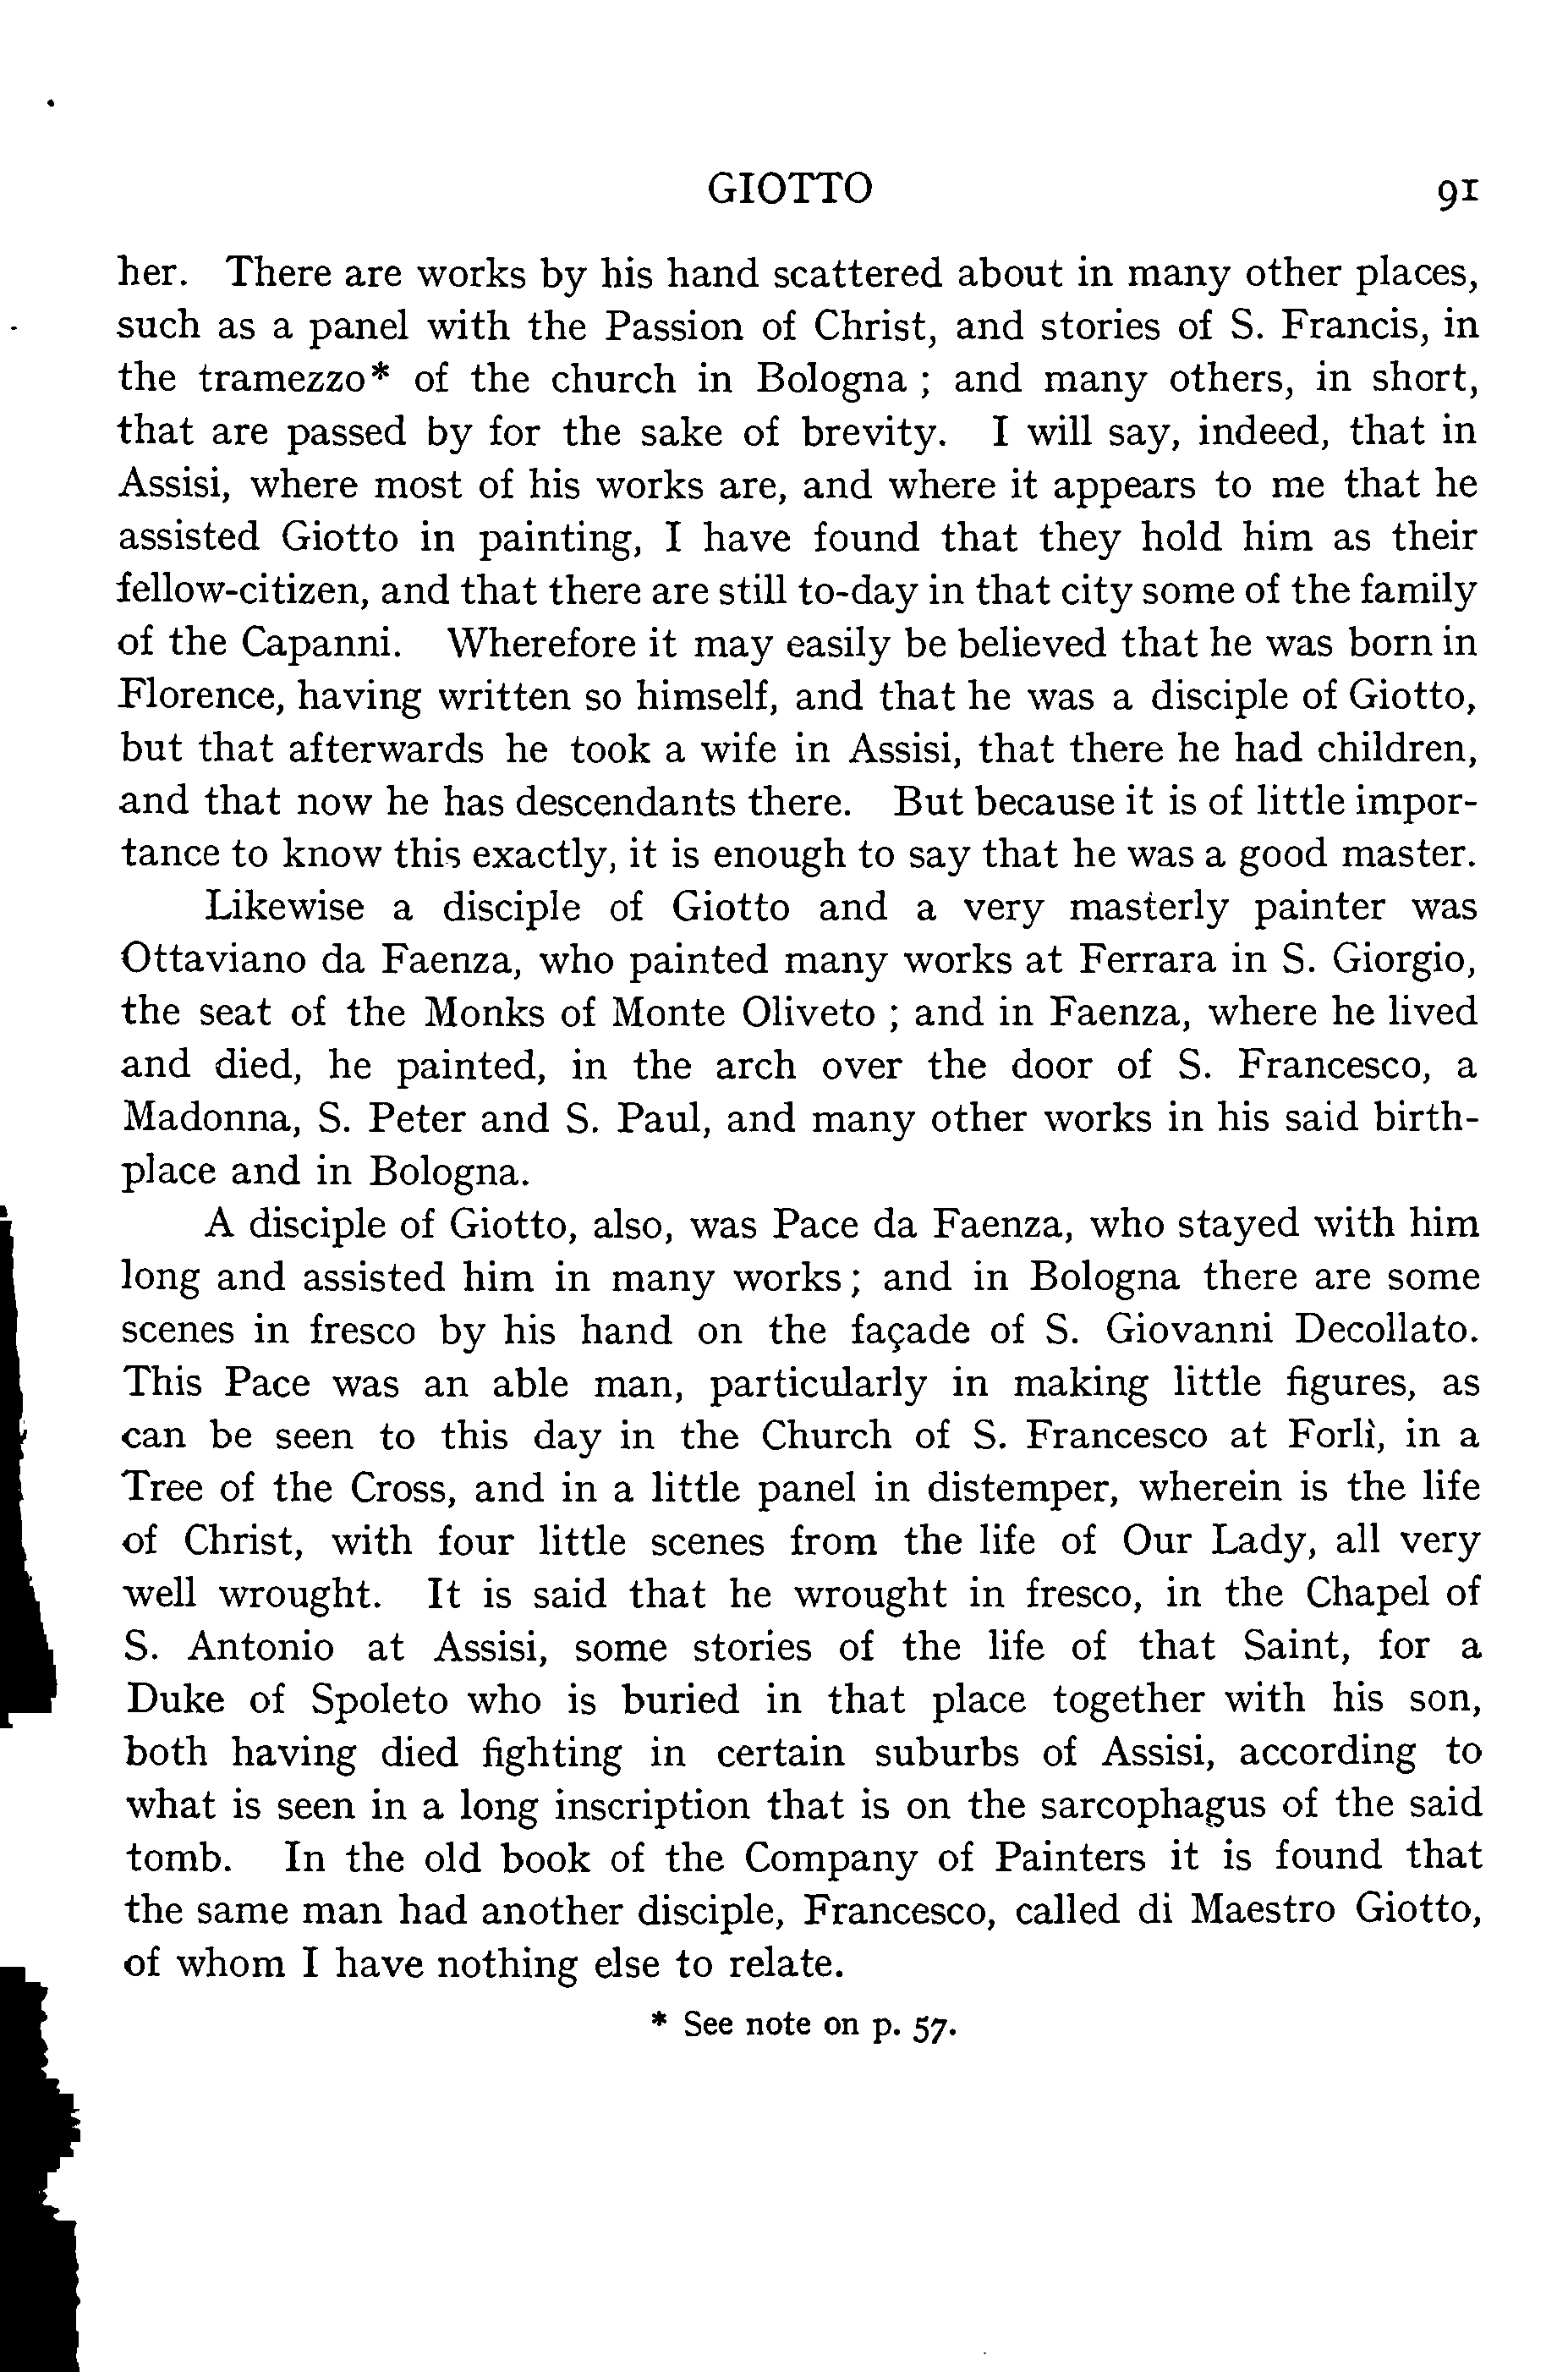 GIOTTO 91
her. There are works by his hand scattered about in many other places,
such as a panel with the Passion of Christ, and stories of S. Francis, in
the tramezzo* of the church in Bologna ; and many others, in short,
that are passed by for the sake of brevity. I will say, indeed, that in
Assisi, where most of his works are, and where it appears to me that he
assisted Giotto in painting, I have found that they hold him as their
fellow-citizen, and that there are still to-day in that city some of the family
of the Capanni. Wherefore it may easily be believed that he was born in
Florence, having written so himself, and that he was a disciple of Giotto,
but that afterwards he took a wife in Assisi, that there he had children,
and that now he has descendants there. But because it is of little impor-
tance to know this exactly, it is enough to say that he was a good master.
Likewise a disciple of Giotto and a very masterly painter was
Ottaviano da Faenza, who painted many works at Ferrara in S. Giorgio,
the seat of the Monks of Monte Oliveto ; and in Faenza, where he lived
and died, he painted, in the arch over the door of S. Francesco, a
Madonna, S. Peter and S. Paul, and many other works in his said birth-
place and in Bologna.
A disciple of Giotto, also, was Pace da Faenza, who stayed with him
long and assisted him in many works; and in Bologna there are some
scenes in fresco by his hand on the façade of S. Giovanni Decollato.
This Pace was an able man, particularly in making little figures, as
can be seen to this day in the Church of S. Francesco at Forlì, in a
Tree of the Cross, and in a little panel in distemper, wherein is the life
of Christ, with four little scenes from the life of Our Lady, all very
well wrought. It is said that he wrought in fresco, in the Chapel of
S. Antonio at Assisi, some stories of the life of that Saint, for a
Duke of Spoleto who is buried in that place together with his son,
both having died fighting in certain suburbs of Assisi, according to
what is seen in a long inscription that is on the sarcophagus of the said
tomb. In the old book of the Company of Painters it is found that
the same man had another disciple, Francesco, called di Maestro Giotto,
of whom I have nothing else to relate.
* See note on p. 57.